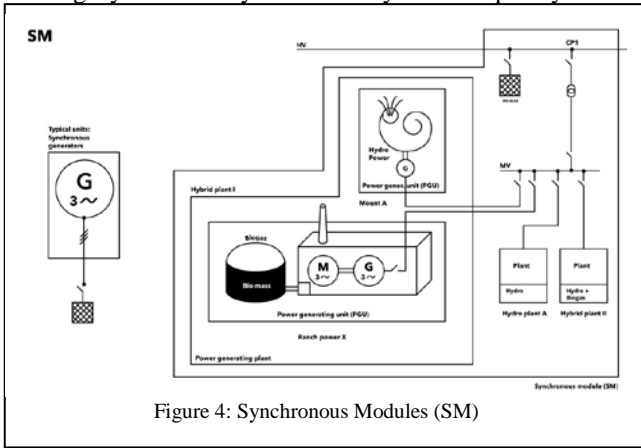 SM
HV
CP1
Typical units:
Synchronous
generators
G
3~
Hydro
Power
G
Power gener. unit (PGU)
Mount A
MV
Hybrid plant I
Biogas
Bio mass
M
3~
G
3~
Power generating unit (PGU)
Ranch power X
Power generating plant
Plant
Hydro
Hydro plant A
Plant
Hydro +
Biogas
Hybrid plant II
Synchronous module (SM)
Figure 4: Synchronous Modules (SM)